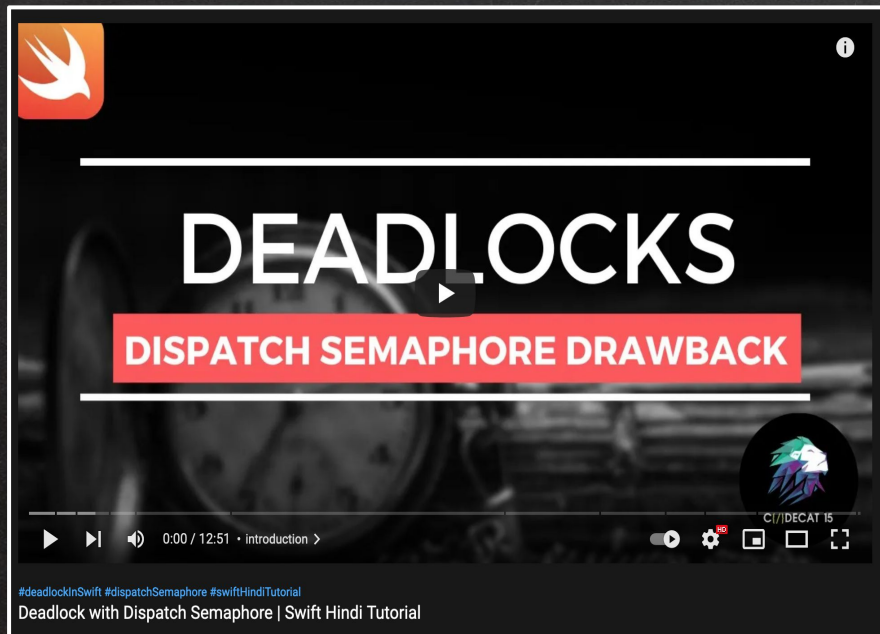 DEADLOCKS
DISPATCH SEMAPHORE DRAWBACK
C(/)DECAT 15
0:00 / 12:51 • introduction >
HD
#deadlockInSwift #dispatchSemaphore #swiftHindiTutorial
Deadlock with Dispatch Semaphore | Swift Hindi Tutorial